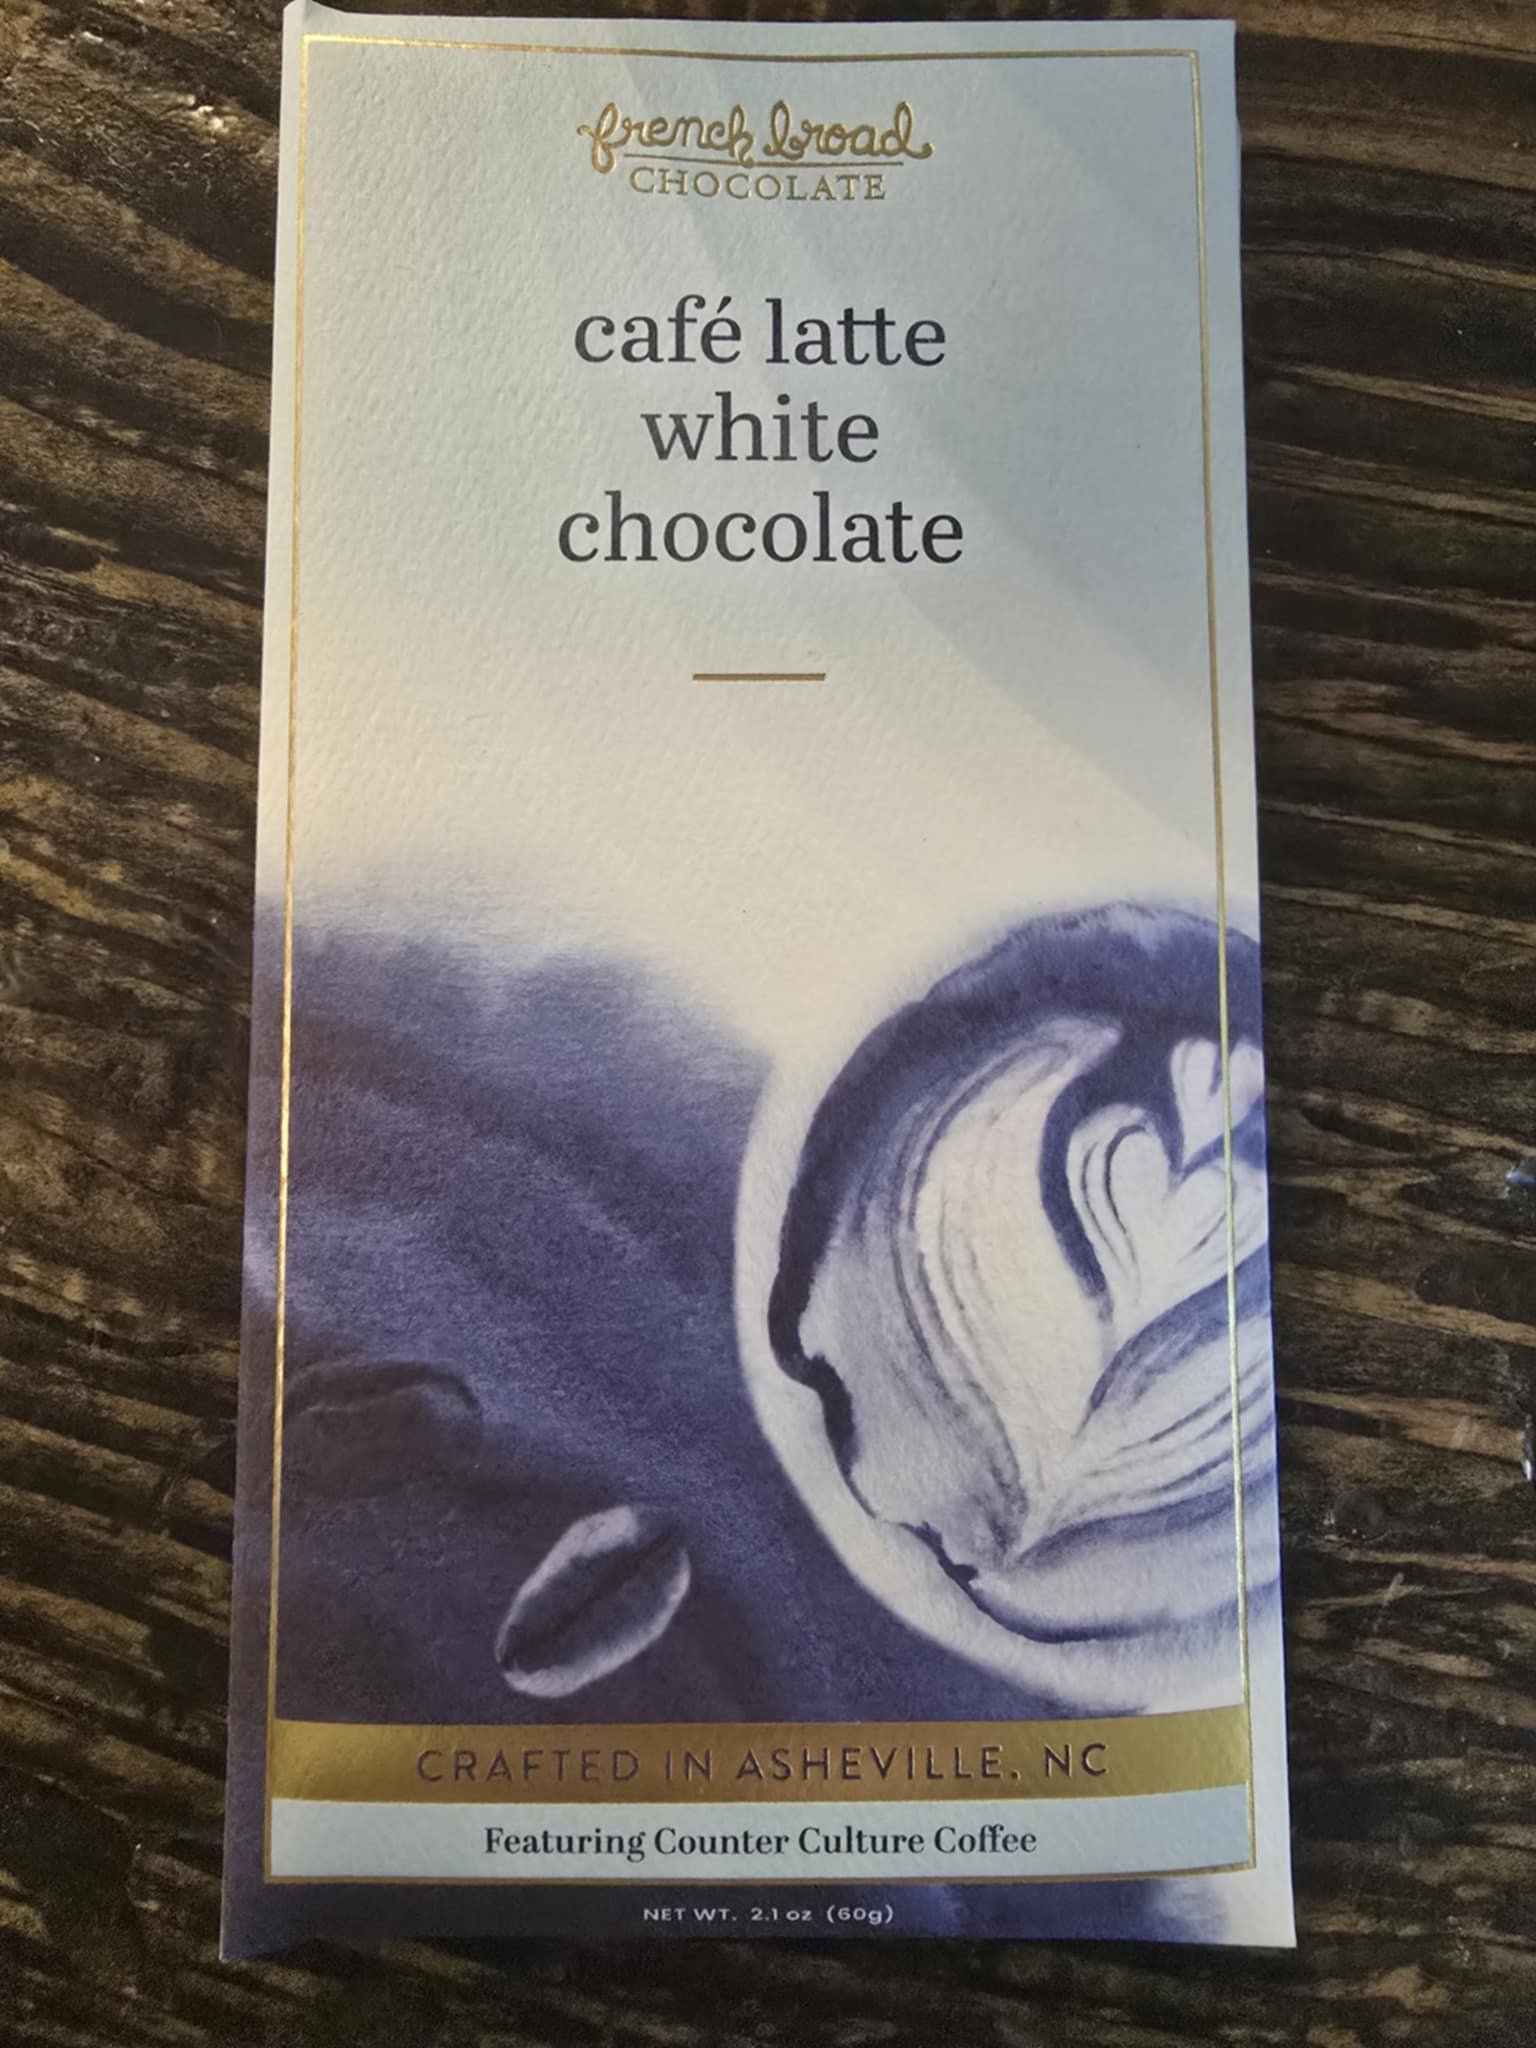 french broad
CHOCOLATE
café latte
white
chocolate
CRAFTED IN ASHEVILLE, NC
Featuring Counter Culture Coffee
NET WT. 2.1 oz (60g)